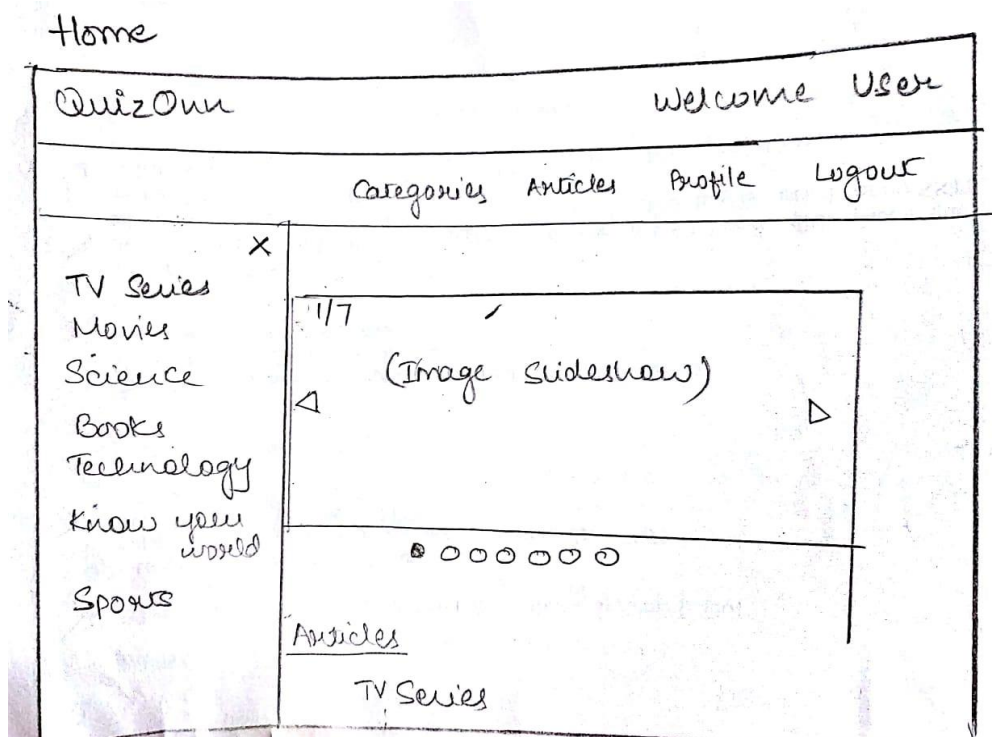 Home
QuizOnn
Welcome User
Categories Articles Profile Logout
X
TV Series
Movies
Science
Books
Technology
Know your
world
Sports
1/7
(Image Slideshow)
Articles
TV Series